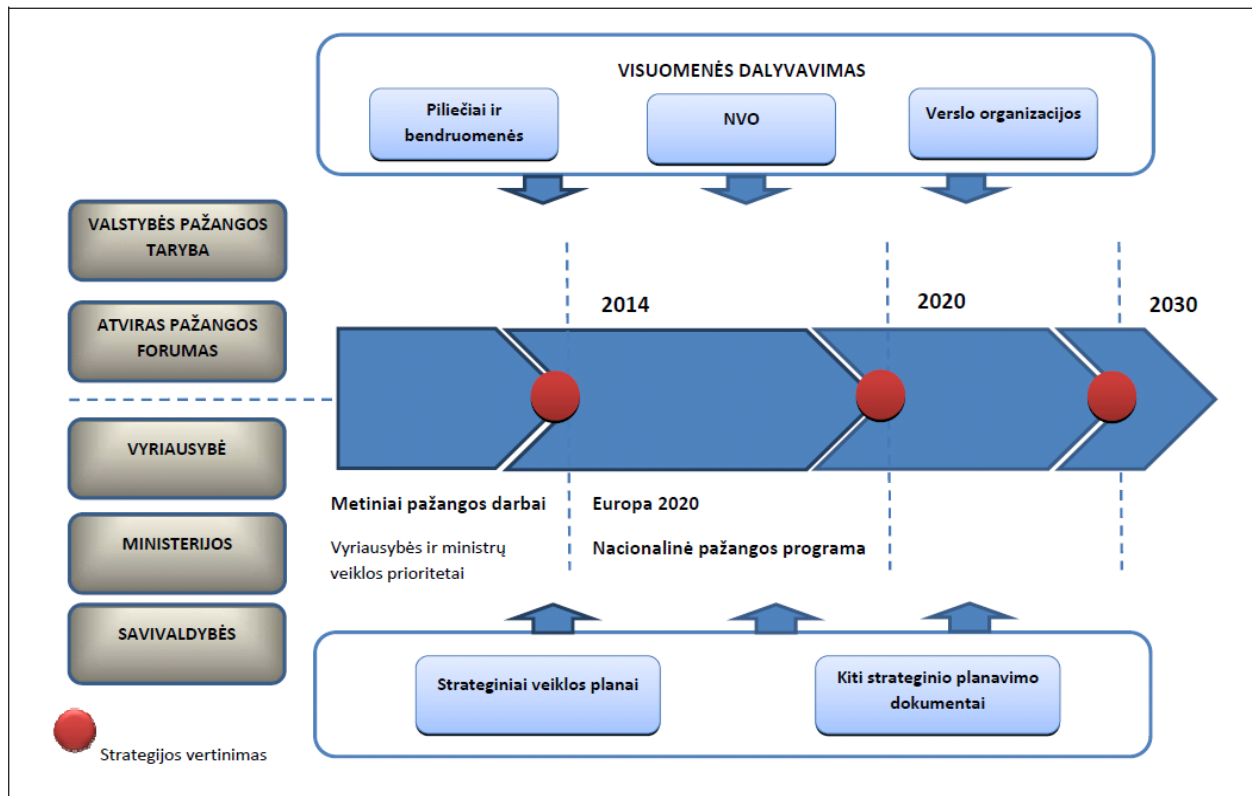 VISUOMENĖS DALYVAVIMAS
Piliečiai ir
bendruomenės
NVO
Verslo organizacijos
VALSTYBĖS PAŽANGOS
TARYBA
ATVIRAS PAŽANGOS
FORUMAS
VYRIAUSYBĖ
MINISTERIJOS
SAVIVALDYBĖS
2014
2020
2030
Metiniai pažangos darbai
Vyriausybės ir ministrų
veiklos prioritetai
Europa 2020
Nacionalinė pažangos programa
Strateginiai veiklos planai
Kiti strateginio planavimo
dokumentai
Strategijos vertinimas